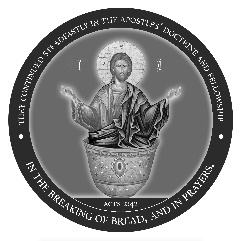 THEY CONTINUED STEADFASTLY IN THE APOSTLES' DOCTRINE AND FELLOWSHIP
ACTS 2:42
IN THE BREAKING OF BREAD, AND IN PRAYERS.